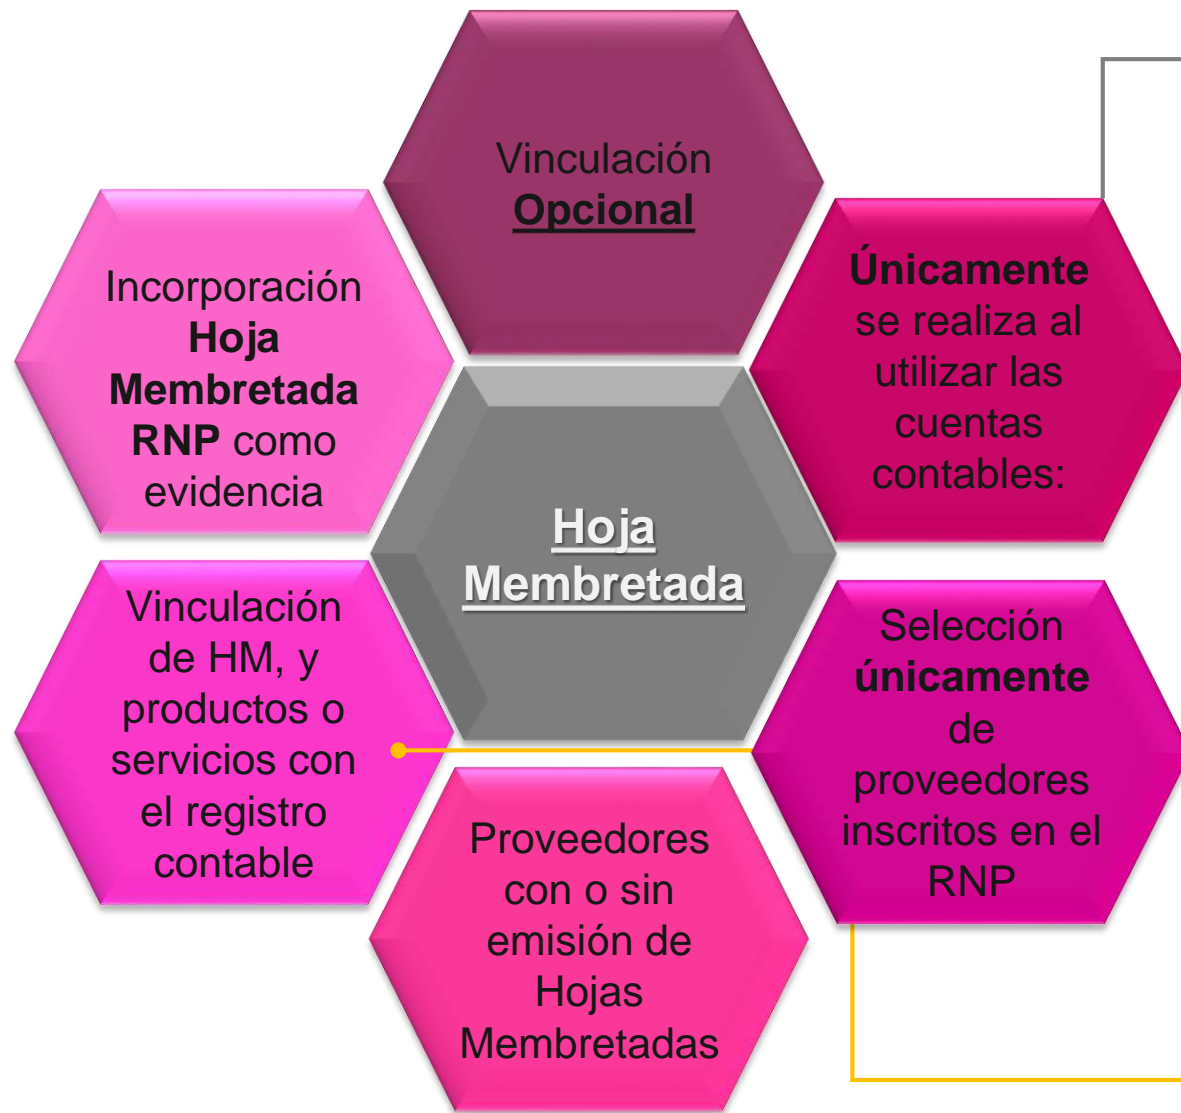 Vinculación
Opcional
Incorporación
Hoja
Membretada
RNP como
evidencia
Únicamente
se realiza al
utilizar las
cuentas
contables:
Hoja
Membretada
Vinculación
de HM, y
productos o
servicios con
el registro
contable
Selección
únicamente
de
proveedores
inscritos en el
RNP
Proveedores
con o sin
emisión de
Hojas
Membretadas